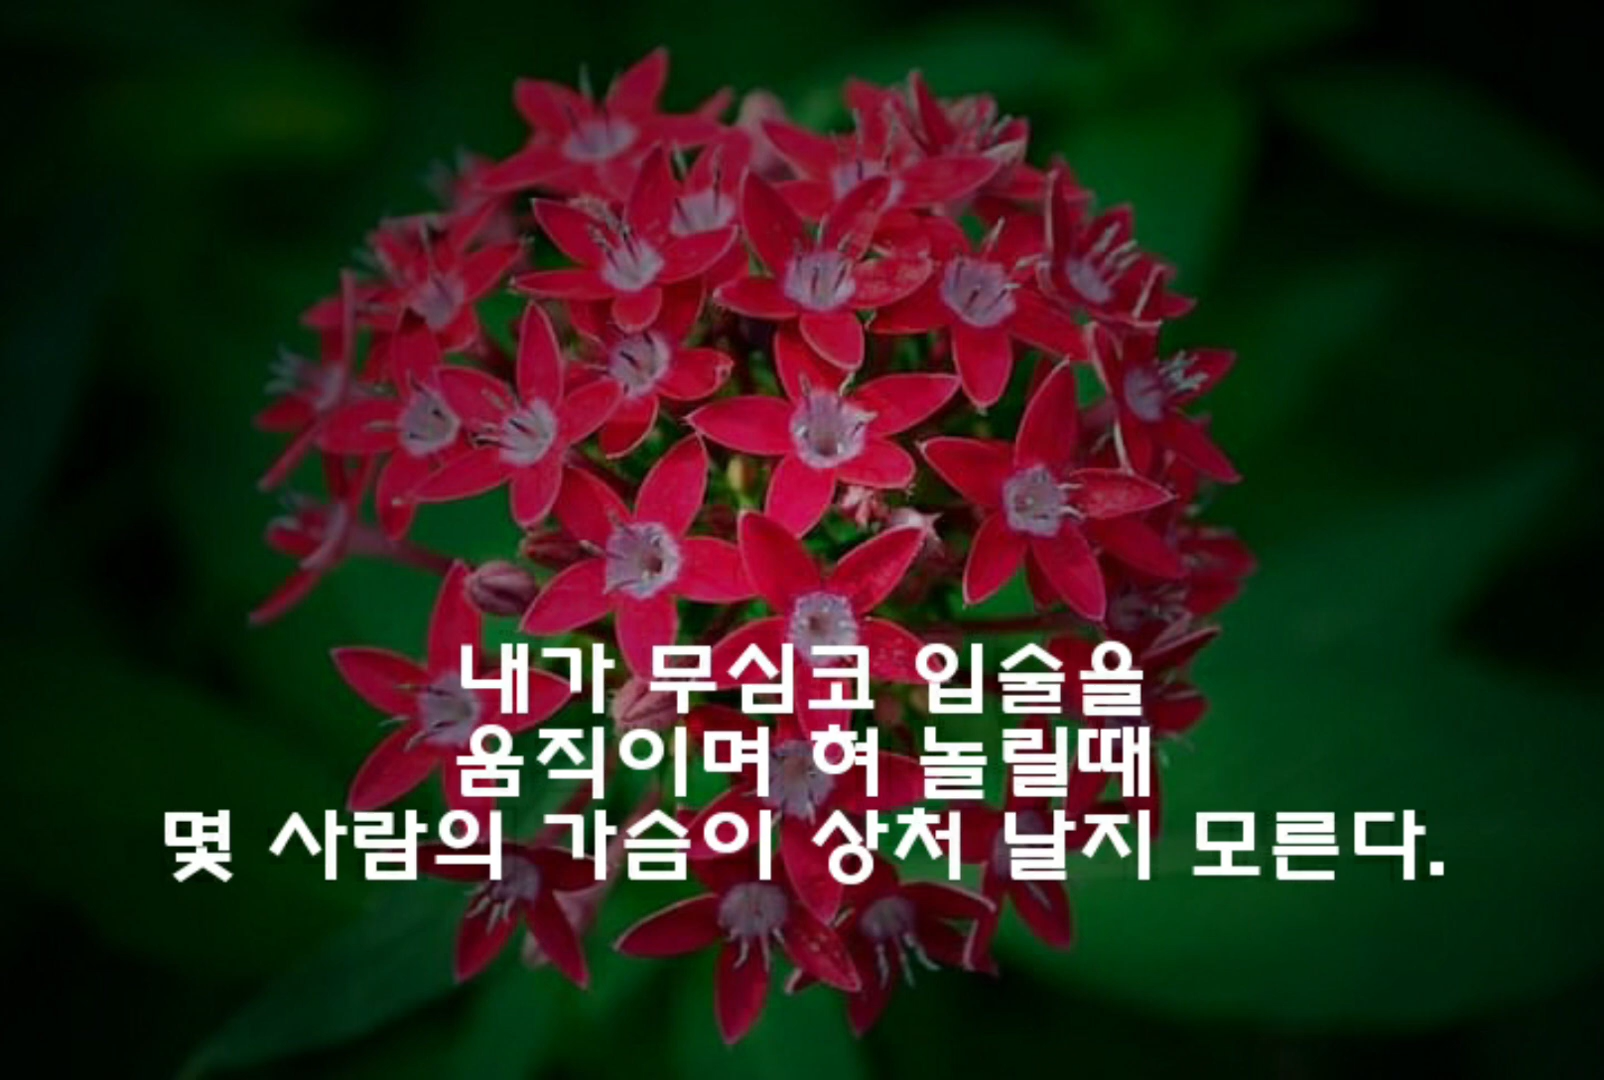 내가 무심코 입술을
움직이며 혀 놀릴때
몇 사람의 가슴이 상처 날지 모른다.